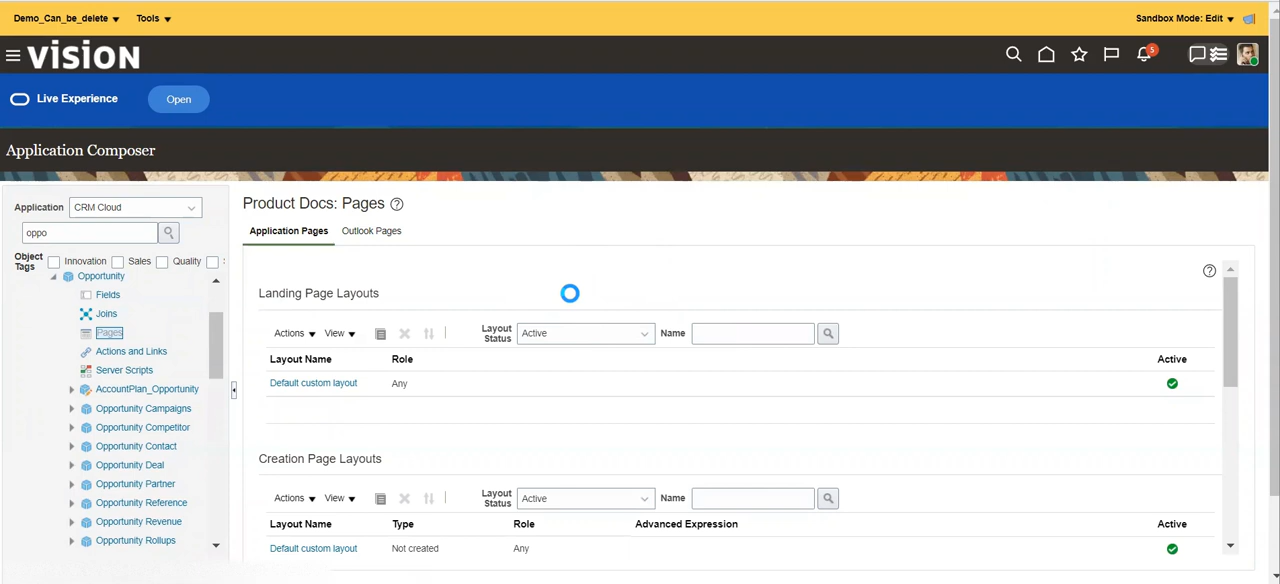 Demo_Can_be_delete Tools Sandbox Mode: Edit
VISION 5
Live Experience Open
Application Composer
Application CRM Cloud
oppo
Object Tags Innovation Sales Quality
Opportunity
Fields
Joins
Pages
Actions and Links
Server Scripts
AccountPlan_Opportunity
Opportunity Campaigns
Opportunity Competitor
Opportunity Contact
Opportunity Deal
Opportunity Partner
Opportunity Reference
Opportunity Revenue
Opportunity Rollups
Product Docs: Pages ?
Application Pages Outlook Pages
?
Landing Page Layouts
Actions View Layout Status Active Name
Layout Name Role Active
Default custom layout Any
Creation Page Layouts
Actions View Layout Status Active Name
Layout Name Type Role Advanced Expression Active
Default custom layout Not created Any